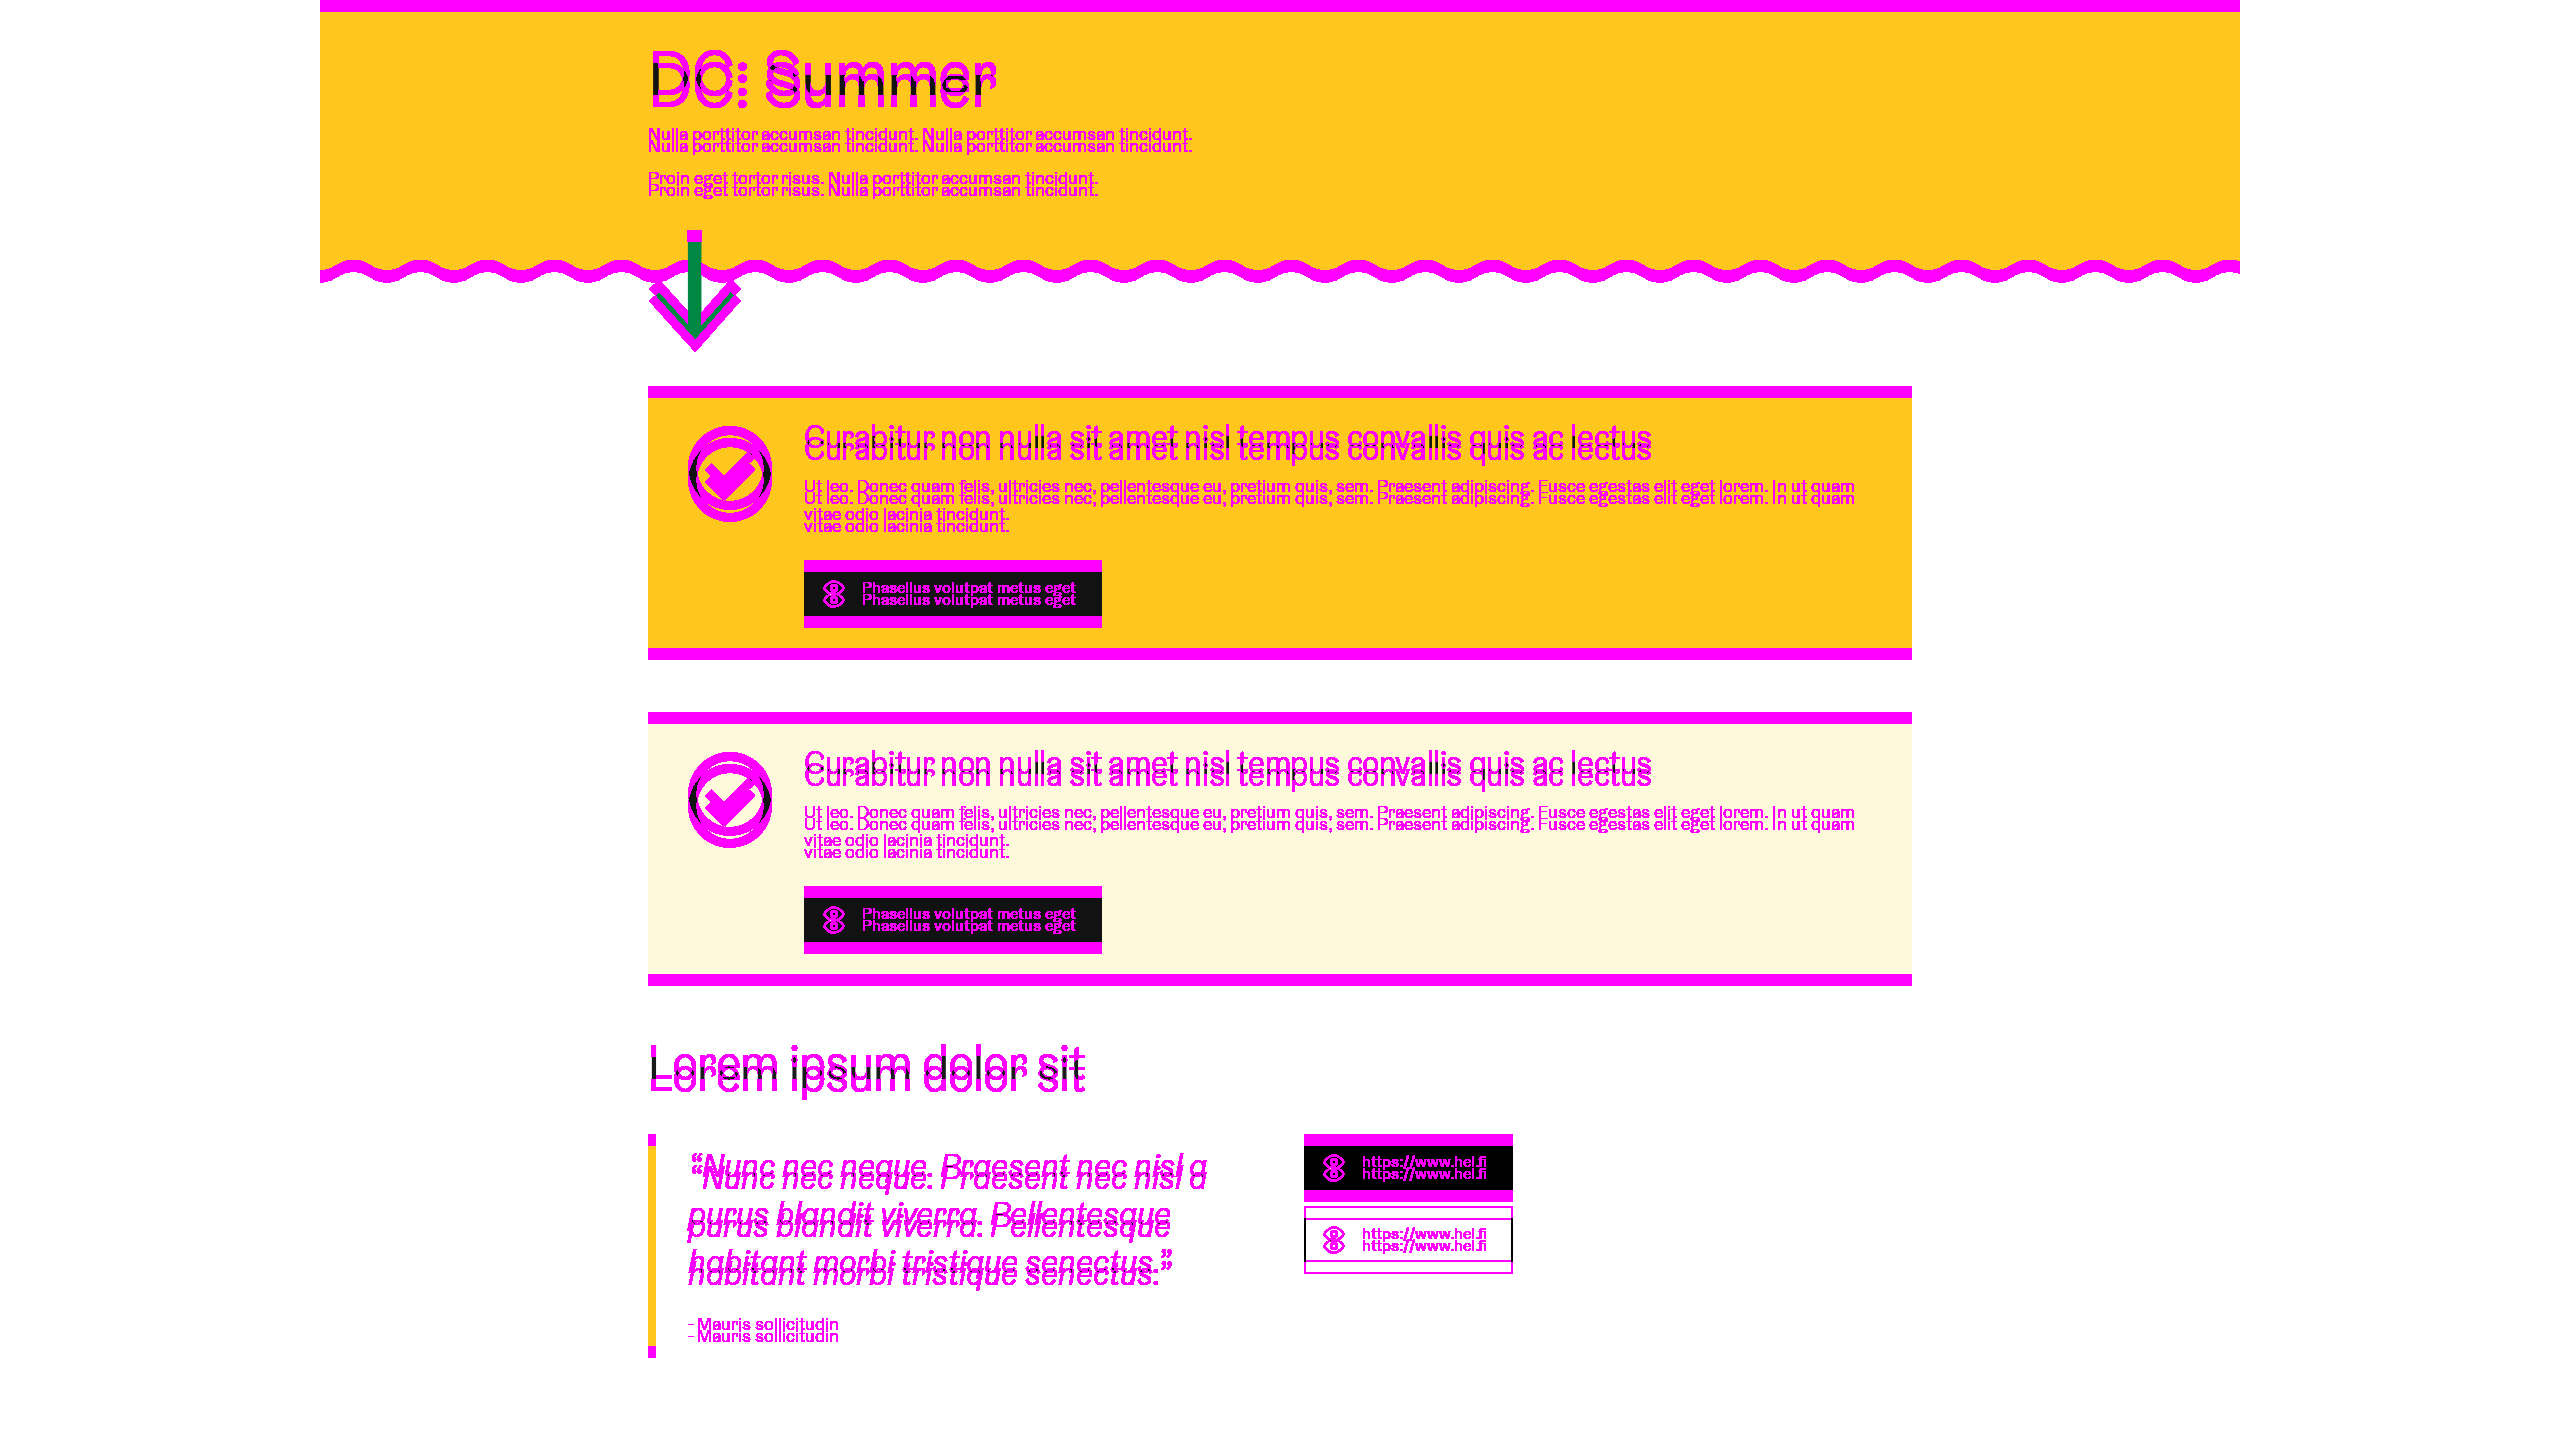 DC: Summer
Nulla porttitor accumsan tincidunt. Nulla porttitor accumsan tincidunt.
Proin eget tortor risus. Nulla porttitor accumsan tincidunt.
Curabitur non nulla sit amet nisl tempus convallis quis ac lectus
Ut leo. Donec quam felis, ultricies nec, pellentesque eu, pretium quis, sem. Praesent adipiscing. Fusce egestas elit eget lorem. In ut quam
vitae odio lacinia tincidunt.
Phasellus volutpat metus eget
Curabitur non nulla sit amet nisl tempus convallis quis ac lectus
Ut leo. Donec quam felis, ultricies nec, pellentesque eu, pretium quis, sem. Praesent adipiscing. Fusce egestas elit eget lorem. In ut quam
vitae odio lacinia tincidunt.
Phasellus volutpat metus eget
Lorem ipsum dolor sit
“Nunc nec neque. Praesent nec nisl a
purus blandit viverra. Pellentesque
habitant morbi tristique senectus.”
- Mauris sollicitudin
https://www.hel.fi
https://www.hel.fi